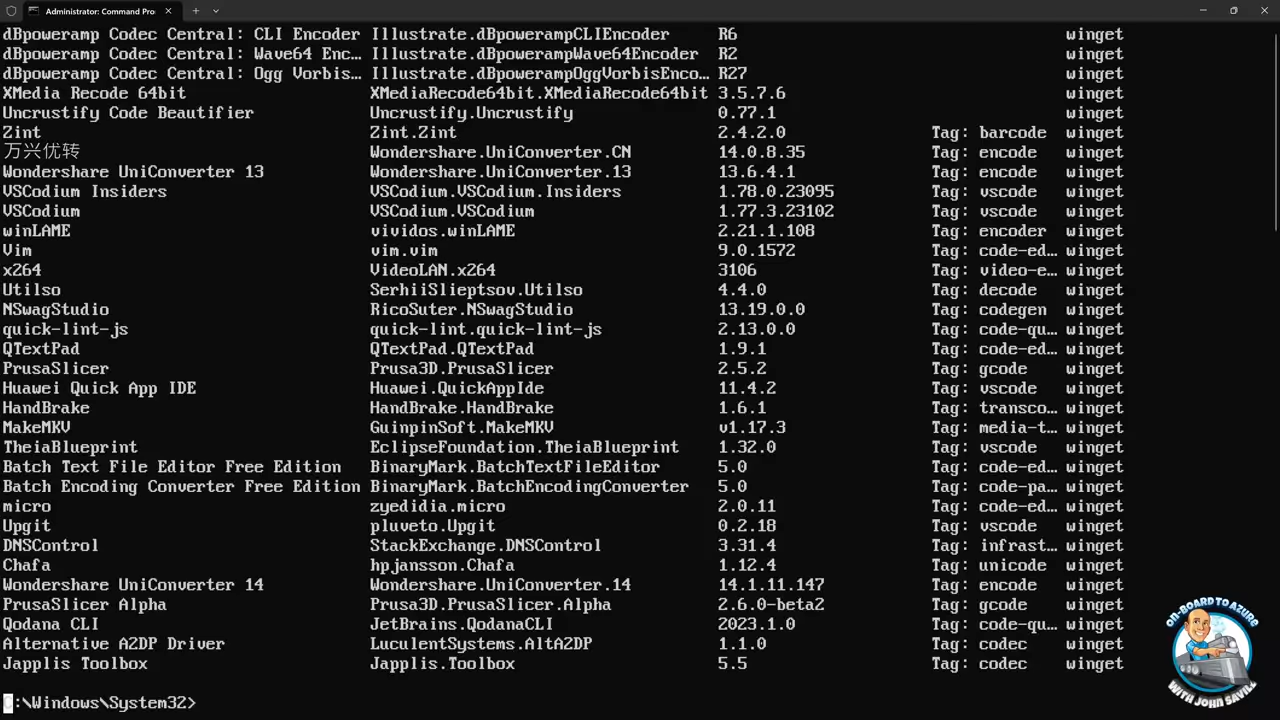 Administrator: Command Pro
dBpoweramp Codec Central: CLI Encoder Illustrate.dBpowerampCLIEncoder R6 winget
dBpoweramp Codec Central: Wave64 Enc… Illustrate.dBpowerampWave64Encoder R2 winget
dBpoweramp Codec Central: Ogg Vorbis… Illustrate.dBpowerampOggVorbisEnco… R27 winget
XMedia Recode 64bit XMediaRecode64bit.XMediaRecode64bit 3.5.7.6 winget
Uncrustify Code Beautifier Uncrustify.Uncrustify 0.77.1 winget
Zint Zint.Zint 2.4.2.0 Tag: barcode winget
万兴优转 Wondershare.UniConverter.CN 14.0.8.35 Tag: encode winget
Wondershare UniConverter 13 Wondershare.UniConverter.13 13.6.4.1 Tag: encode winget
VSCodium Insiders VSCodium.VSCodium.Insiders 1.78.0.23095 Tag: vscode winget
VSCodium VSCodium.VSCodium 1.77.3.23102 Tag: vscode winget
winLAME vividos.winLAME 2.21.1.108 Tag: encoder winget
Vim vim.vim 9.0.1572 Tag: code-ed… winget
x264 VideoLAN.x264 3106 Tag: video-e… winget
Utilso SerhiiSlieptsov.Utilso 4.4.0 Tag: decode winget
NSwagStudio RicoSuter.NSwagStudio 13.19.0.0 Tag: codegen winget
quick-lint-js quick-lint.quick-lint-js 2.13.0.0 Tag: code-qu… winget
QTextPad QTextPad.QTextPad 1.9.1 Tag: code-ed… winget
PrusaSlicer Prusa3D.PrusaSlicer 2.5.2 Tag: gcode winget
Huawei Quick App IDE Huawei.QuickAppIde 11.4.2 Tag: vscode winget
HandBrake HandBrake.HandBrake 1.6.1 Tag: transco… winget
MakeMKV GuinpinSoft.MakeMKV v1.17.3 Tag: media-t… winget
TheiaBlueprint EclipseFoundation.TheiaBlueprint 1.32.0 Tag: vscode winget
Batch Text File Editor Free Edition BinaryMark.BatchTextFileEditor 5.0 Tag: code-ed… winget
Batch Encoding Converter Free Edition BinaryMark.BatchEncodingConverter 5.0 Tag: code-pa… winget
micro zyedidia.micro 2.0.11 Tag: code-ed… winget
Upgit pluveto.Upgit 0.2.18 Tag: vscode winget
DNSControl StackExchange.DNSControl 3.31.4 Tag: infrast… winget
Chafa hpjansson.Chafa 1.12.4 Tag: unicode winget
Wondershare UniConverter 14 Wondershare.UniConverter.14 14.1.11.147 Tag: encode winget
PrusaSlicer Alpha Prusa3D.PrusaSlicer.Alpha 2.6.0-beta2 Tag: gcode winget
Qodana CLI JetBrains.QodanaCLI 2023.1.0 Tag: code-qu… winget
Alternative A2DP Driver LuculentSystems.AltA2DP 1.1.0 Tag: codec winget
Japplis Toolbox Japplis.Toolbox 5.5 Tag: codec winget
C:\Windows\System32>
ON-BOARD TO AZURE
WITH JOHN SAVILL